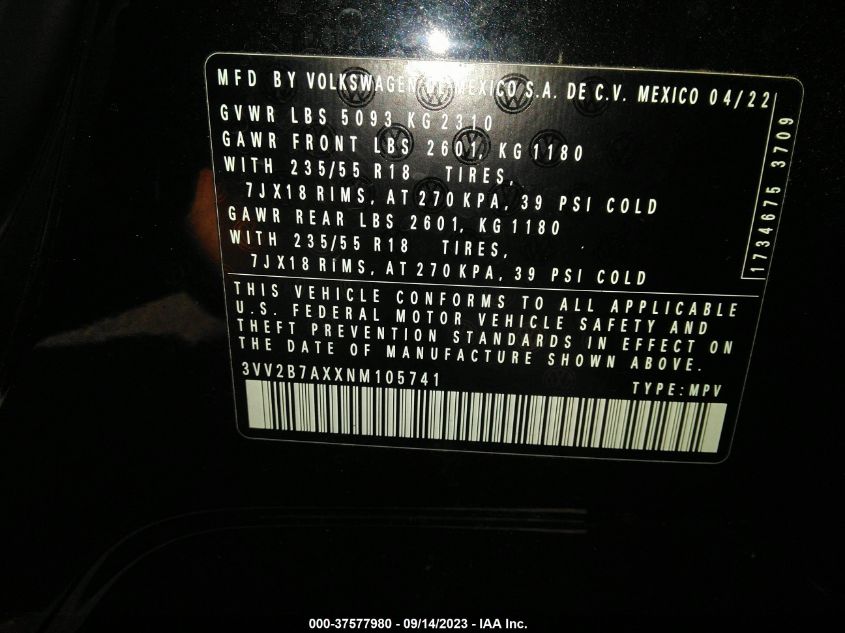 MFD BY VOLKSWAGEN DE MEXICO S.A. DE C.V. MEXICO 04/22
GVWR LBS 5093 KG 2310
GAWR FRONT LBS 2601, KG 1180
WITH 235/55 R18 TIRES,
7JX18 RIMS, AT 270 KPA, 39 PSI COLD
GAWR REAR LBS 2601, KG 1180
WITH 235/55 R18 TIRES,
7JX18 RIMS, AT 270 KPA, 39 PSI COLD
1734675 3709
THIS VEHICLE CONFORMS TO ALL APPLICABLE
U.S. FEDERAL MOTOR VEHICLE SAFETY AND
THEFT PREVENTION STANDARDS IN EFFECT ON
THE DATE OF MANUFACTURE SHOWN ABOVE.
3VV2B7AXXNM105741 TYPE: MPV
000-37577980 - 09/14/2023 - IAA Inc.